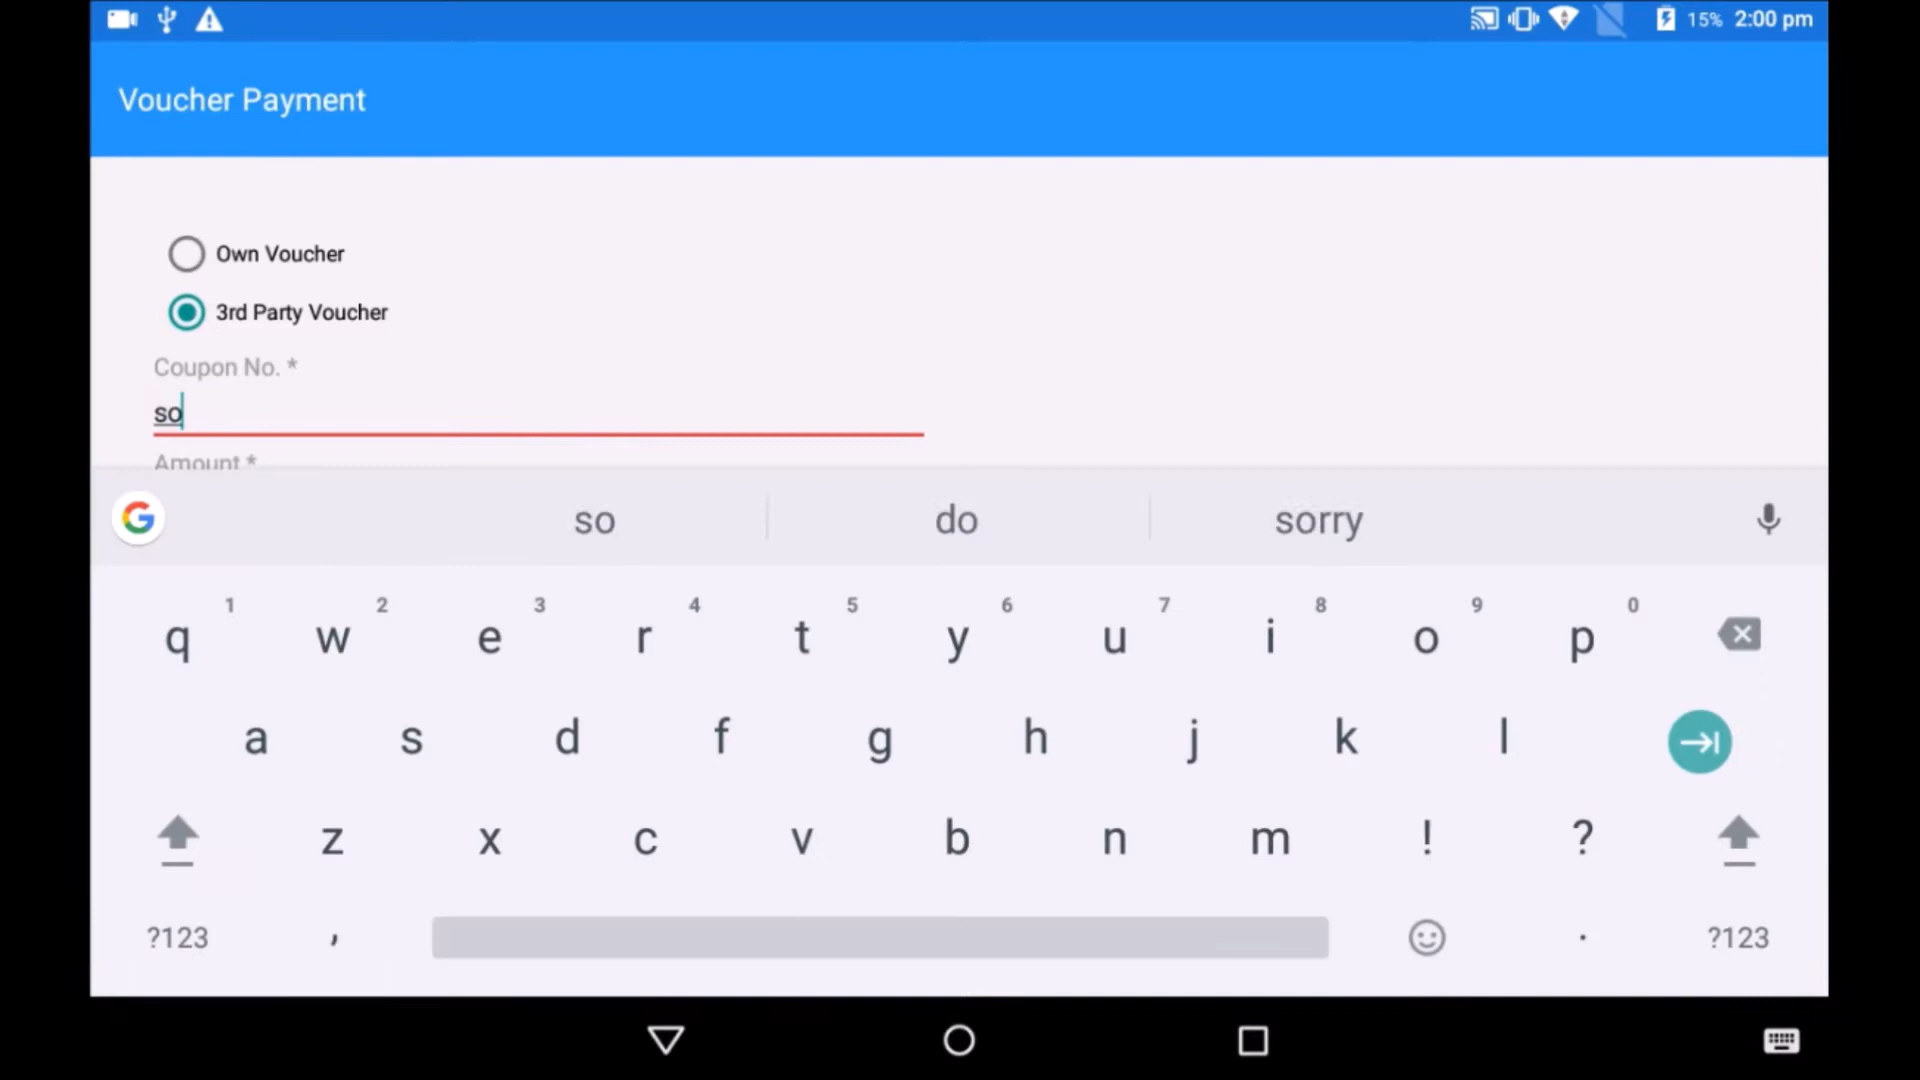 15% 2:00 pm
Voucher Payment
Own Voucher
3rd Party Voucher
Coupon No. *
so
Amount *
so do sorry
1 2 3 4 5 6 7 8 9 0
q w e r t y u i o p
a s d f g h j k l
z x c v b n m ! ?
?123 , . ?123